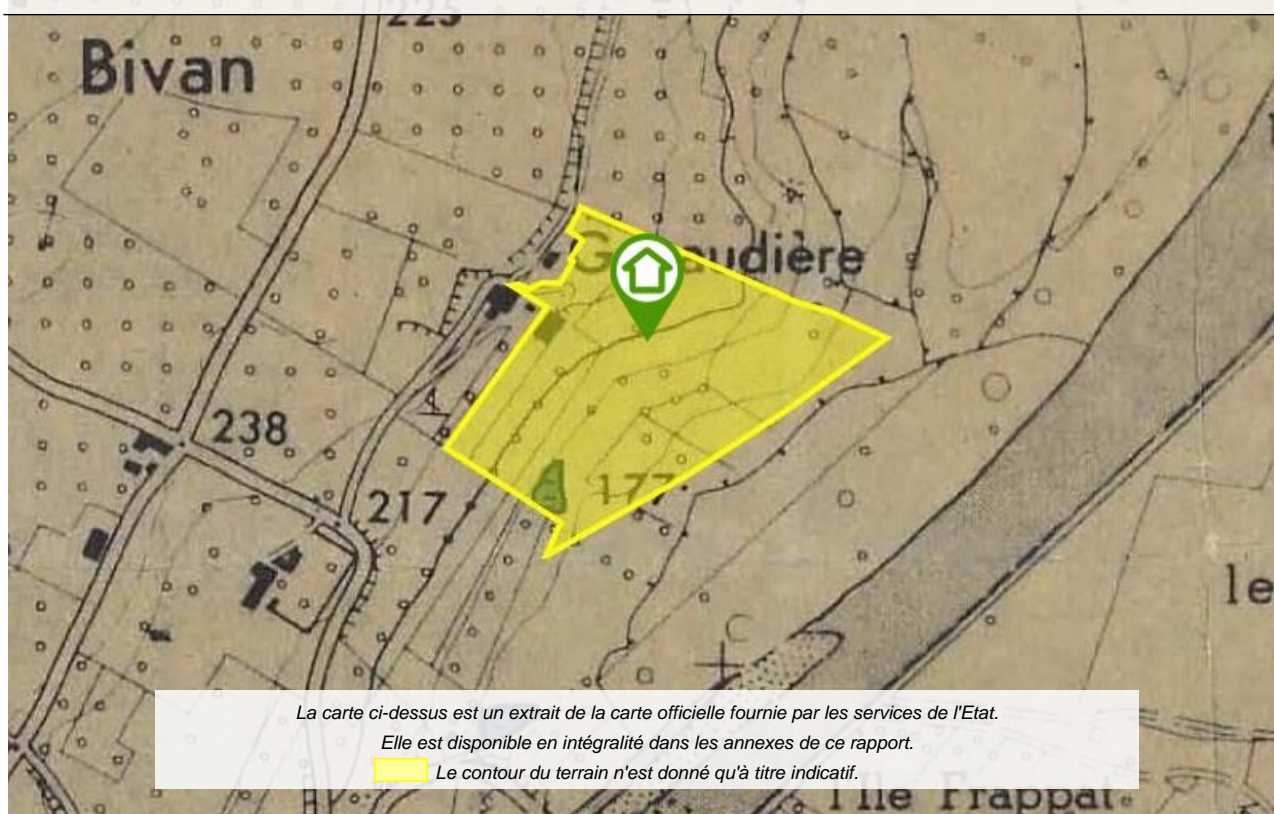 225
Bivan
G audière
238
217
177
le
La carte ci-dessus est un extrait de la carte officielle fournie par les services de l'Etat.
Elle est disponible en intégralité dans les annexes de ce rapport.
Le contour du terrain n'est donné qu'à titre indicatif.
l'Ile Frappat